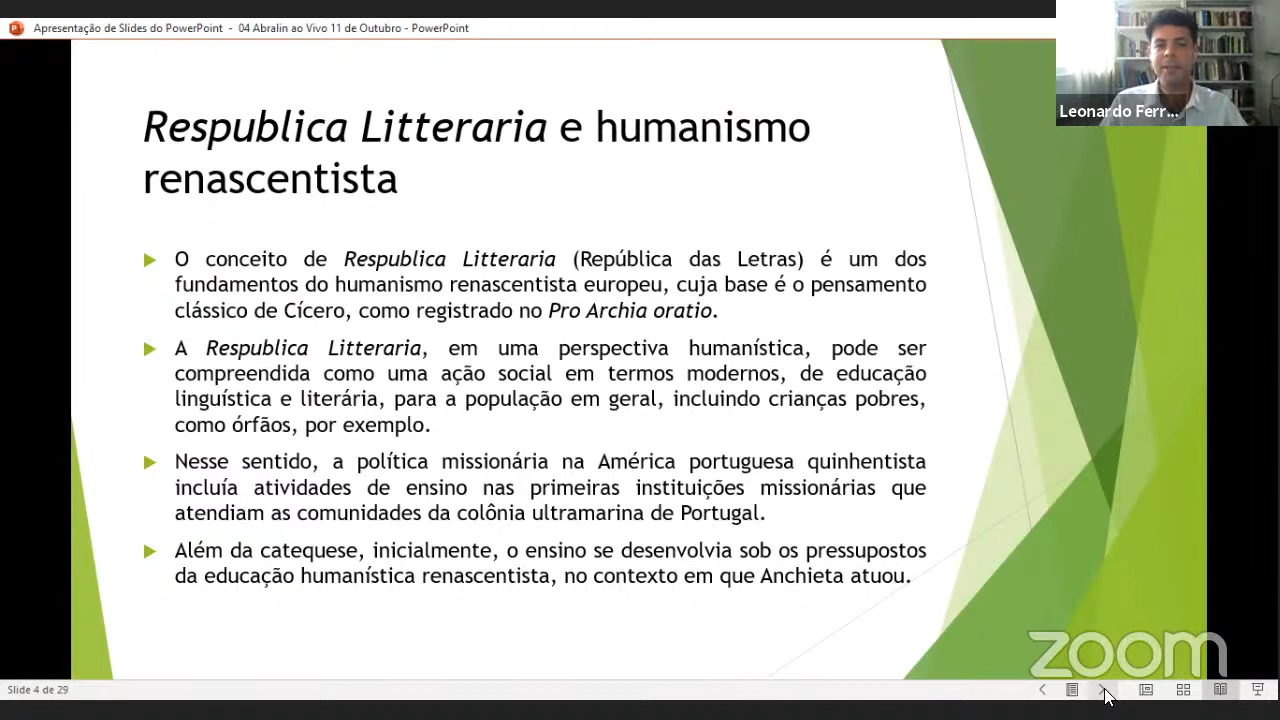 Apresentação de Slides do PowerPoint - 04 Abralin ao Vivo 11 de Outubro - PowerPoint
Leonardo Ferr...
Respublica Litteraria e humanismo
renascentista
O conceito de Respublica Litteraria (República das Letras) é um dos
fundamentos do humanismo renascentista europeu, cuja base é o pensamento
clássico de Cícero, como registrado no Pro Archia oratio.
A Respublica Litteraria, em uma perspectiva humanística, pode ser
compreendida como uma ação social em termos modernos, de educação
linguística e literária, para a população em geral, incluindo crianças pobres,
como órfãos, por exemplo.
Nesse sentido, a política missionária na América portuguesa quinhentista
incluía atividades de ensino nas primeiras instituições missionárias que
atendiam as comunidades da colônia ultramarina de Portugal.
Além da catequese, inicialmente, o ensino se desenvolvia sob os pressupostos
da educação humanística renascentista, no contexto em que Anchieta atuou.
zoom
Slide 4 de 29